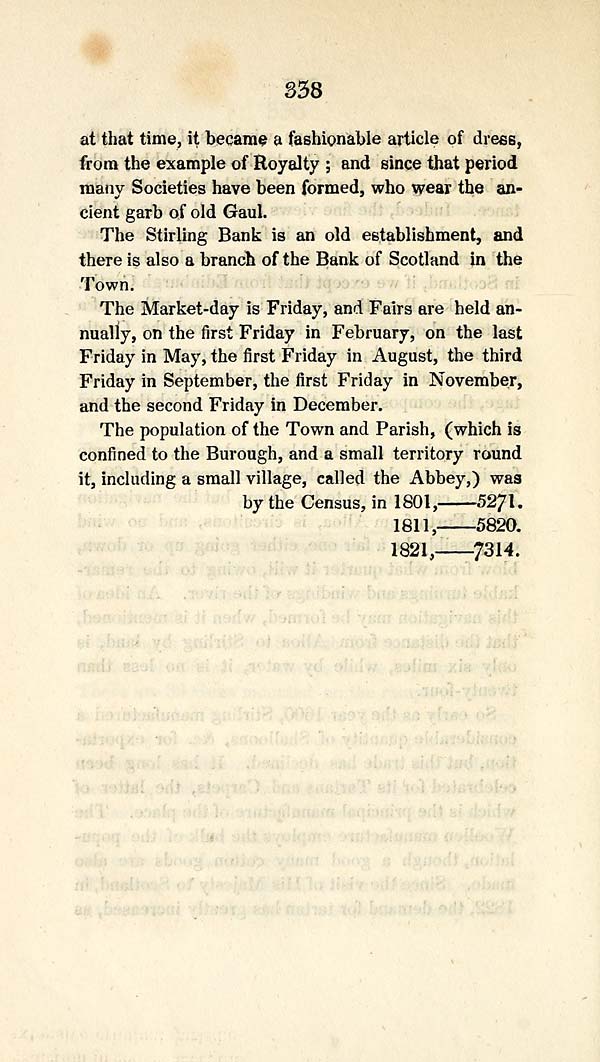 338
at that time, it became a fashionable article of dress,
from the example of Royalty ; and since that period
many Societies have been formed, who wear the an-
cient garb of old Gaul.
The Stirling Bank is an old establishment, and
there is also a branch of the Bank of Scotland in the
Town.
The Market-day is Friday, and Fairs are held an-
nually, on the first Friday in February, on the last
Friday in May, the first Friday in August, the third
Friday in September, the first Friday in November,
and the second Friday in December.
The population of the Town and Parish, (which is
confined to the Burough, and a small territory round
it, including a small village, called the Abbey,) was
by the Census, in 1801,——5271.
1811,——5820.
1821,——7314.